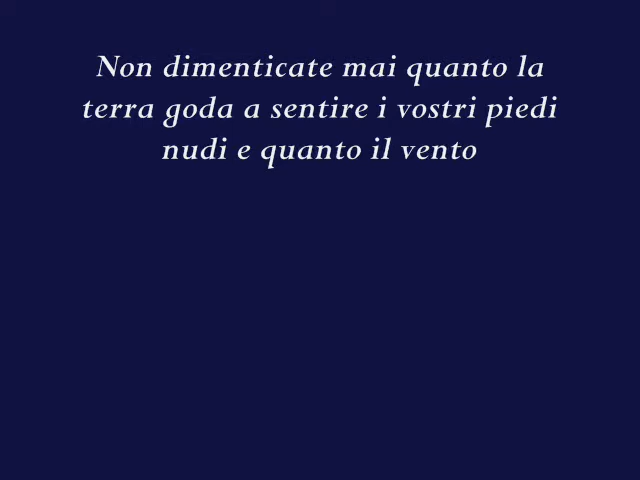 Non dimenticate mai quanto la
terra goda a sentire i vostri piedi
nudi e quanto il vento